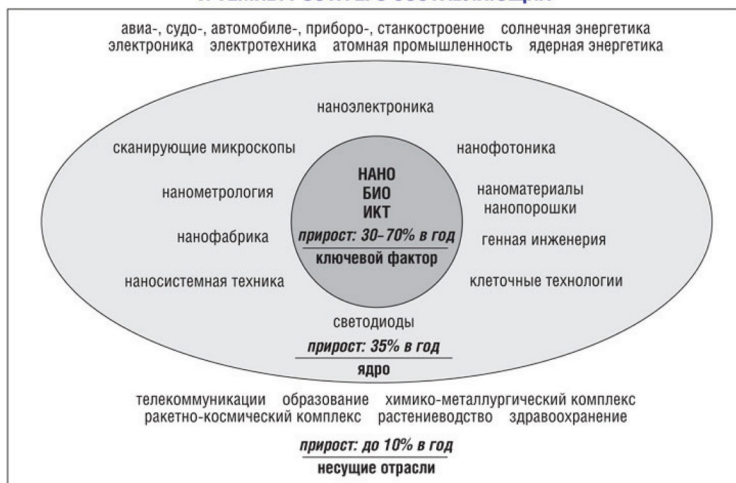 авиа-, судо-, автомобиле-, приборо-, станкостроение солнечная энергетика
электроника электротехника атомная промышленность ядерная энергетика
наноэлектроника
сканирующие микроскопы
нанофотоника
НАНО
БИО
ИКТ
нанометрология
наноматериалы
нанопорошки
прирост: 30–70% в год
ключевой фактор
нанофабрика
генная инженерия
наносистемная техника
клеточные технологии
светодиоды
прирост: 35% в год
ядро
телекоммуникации образование химико-металлургический комплекс
ракетно-космический комплекс растениеводство здравоохранение
прирост: до 10% в год
несущие отрасли